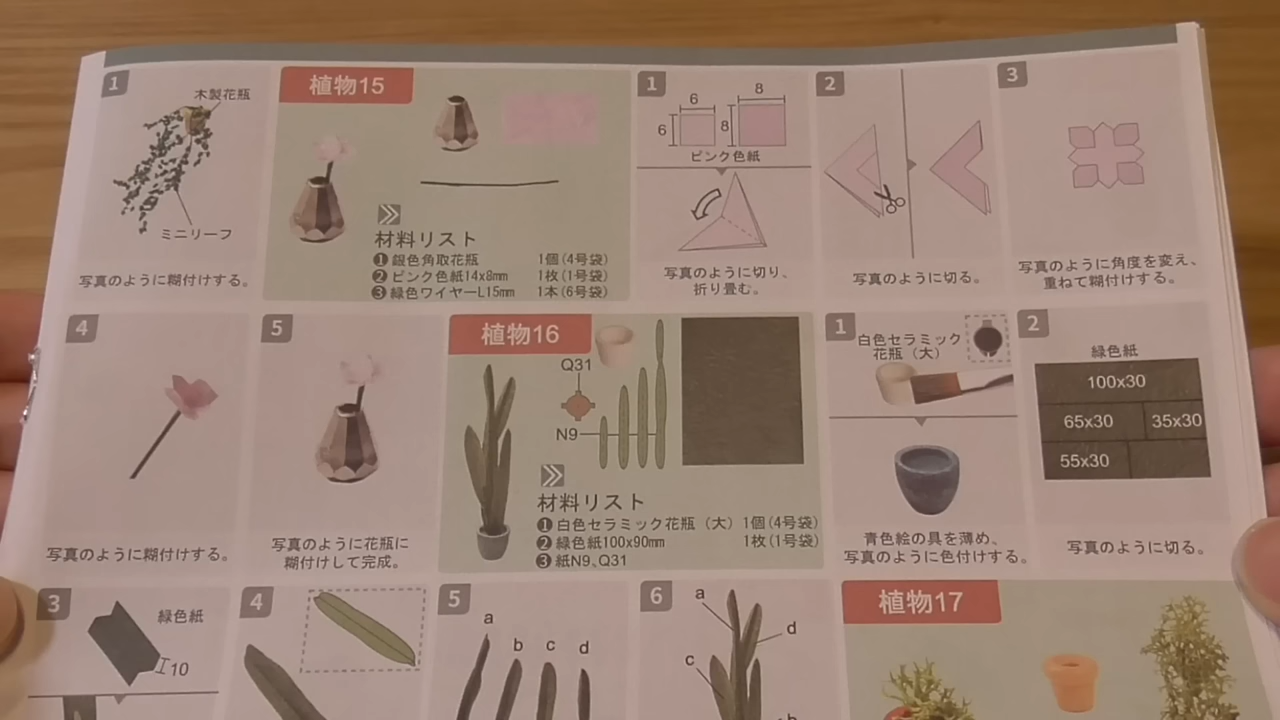 1
木製花瓶
ミニリーフ
写真のように糊付けする。
植物15
材料リスト
❶銀色角取花瓶 1個(4号袋)
❷ピンク色紙14x8mm 1枚(1号袋)
❸緑色ワイヤーL15mm 1本(6号袋)
1
6 8
6 8
ピンク色紙
写真のように切り、
折り畳む。
2
写真のように切る。
3
写真のように角度を変え、
重ねて糊付けする。
4
写真のように糊付けする。
5
写真のように花瓶に
糊付けして完成。
植物16
Q31
N9
材料リスト
❶白色セラミック花瓶（大）1個(4号袋)
❷緑色紙100x90mm 1枚(1号袋)
❸紙N9、Q31
1
白色セラミック
花瓶（大）
青色絵の具を薄め、
写真のように色付けする。
2
緑色紙
100x30
65x30 35x30
55x30
写真のように切る。
3
緑色紙
10
4
5
a
b c d
6
a
d
c
b
植物17